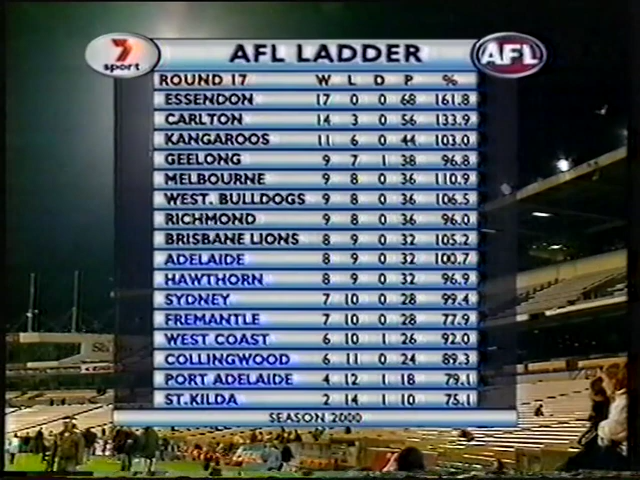 7 sport AFL LADDER AFL
ROUND 17 W L D P %
ESSENDON 17 0 0 68 161.8
CARLTON 14 3 0 56 133.9
KANGAROOS 11 6 0 44 103.0
GEELONG 9 7 1 38 96.8
MELBOURNE 9 8 0 36 110.9
WEST. BULLDOGS 9 8 0 36 106.5
RICHMOND 9 8 0 36 96.0
BRISBANE LIONS 8 9 0 32 105.2
ADELAIDE 8 9 0 32 100.7
HAWTHORN 8 9 0 32 96.9
SYDNEY 7 10 0 28 99.4
FREMANTLE 7 10 0 28 77.9
WEST COAST 6 10 1 26 92.0
COLLINGWOOD 6 11 0 24 89.3
PORT ADELAIDE 4 12 1 18 79.1
ST.KILDA 2 14 1 10 75.1
SEASON 2000